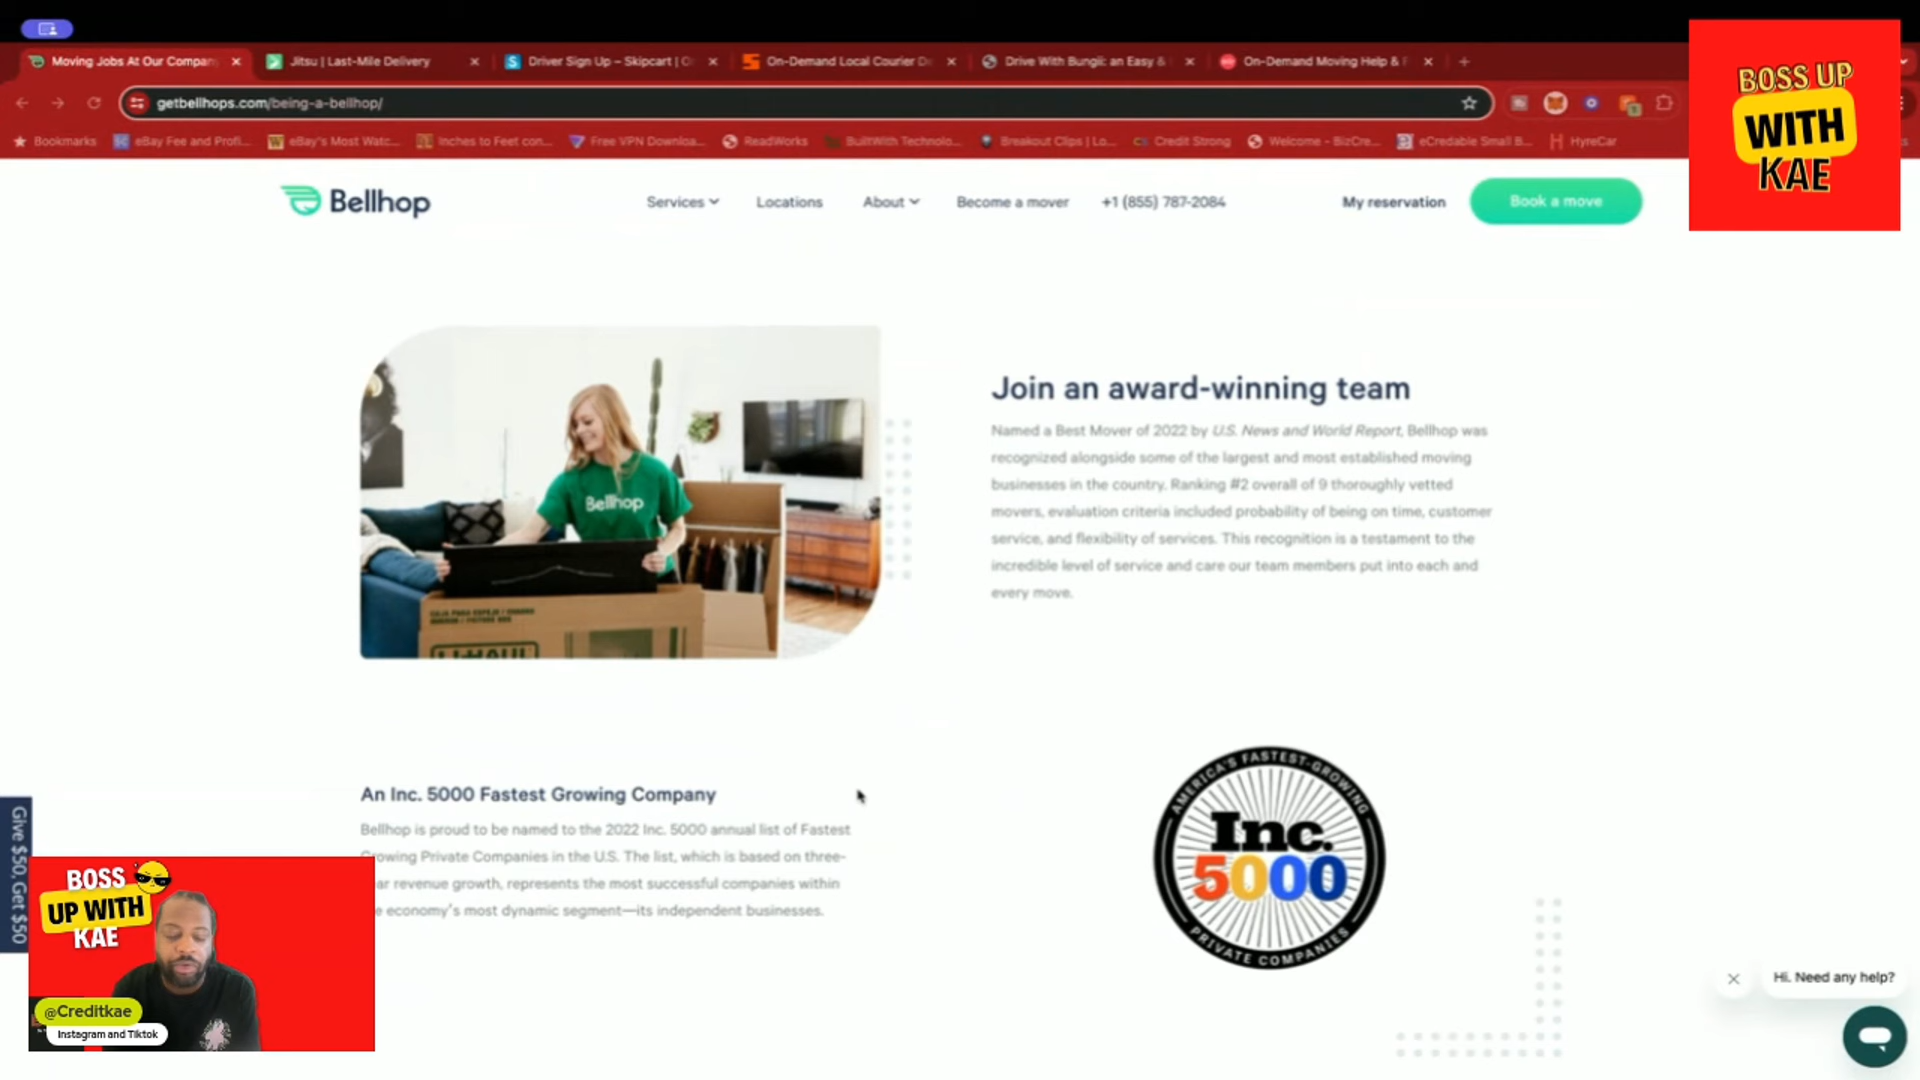 Moving Jobs At Our Compan
Jitsu | Last-Mile Delivery
Driver Sign Up – Skipcart | O
On-Demand Local Courier De
Drive With Bungii: an Easy &
On-Demand Moving Help &
getbellhops.com/being-a-bellhop/
Bookmarks
eBay Fee and Profi...
eBay's Most Watc...
Inches to Feet con...
Free VPN Downloa...
ReadWorks
BuiltWith Technolo...
Breakout Clips | Lo...
Credit Strong
Welcome - BizCre...
eCredable Small B...
HyreCar
BOSS UP
WITH
KAE
Bellhop
Services
Locations
About
Become a mover
+1 (855) 787-2084
My reservation
Book a move
Bellhop
U-HAUL
Join an award-winning team
Named a Best Mover of 2022 by U.S. News and World Report, Bellhop was
recognized alongside some of the largest and most established moving
businesses in the country. Ranking #2 overall of 9 thoroughly vetted
movers, evaluation criteria included probability of being on time, customer
service, and flexibility of services. This recognition is a testament to the
incredible level of service and care our team members put into each and
every move.
An Inc. 5000 Fastest Growing Company
Bellhop is proud to be named to the 2022 Inc. 5000 annual list of Fastest
Growing Private Companies in the U.S. The list, which is based on three-
ar revenue growth, represents the most successful companies within
e economy's most dynamic segment—its independent businesses.
AMERICA'S FASTEST-GROWING
Inc.
5000
PRIVATE COMPANIES
Give $50, Get $50
BOSS
UP WITH
KAE
@Creditkae
Instagram and Tiktok
Hi. Need any help?